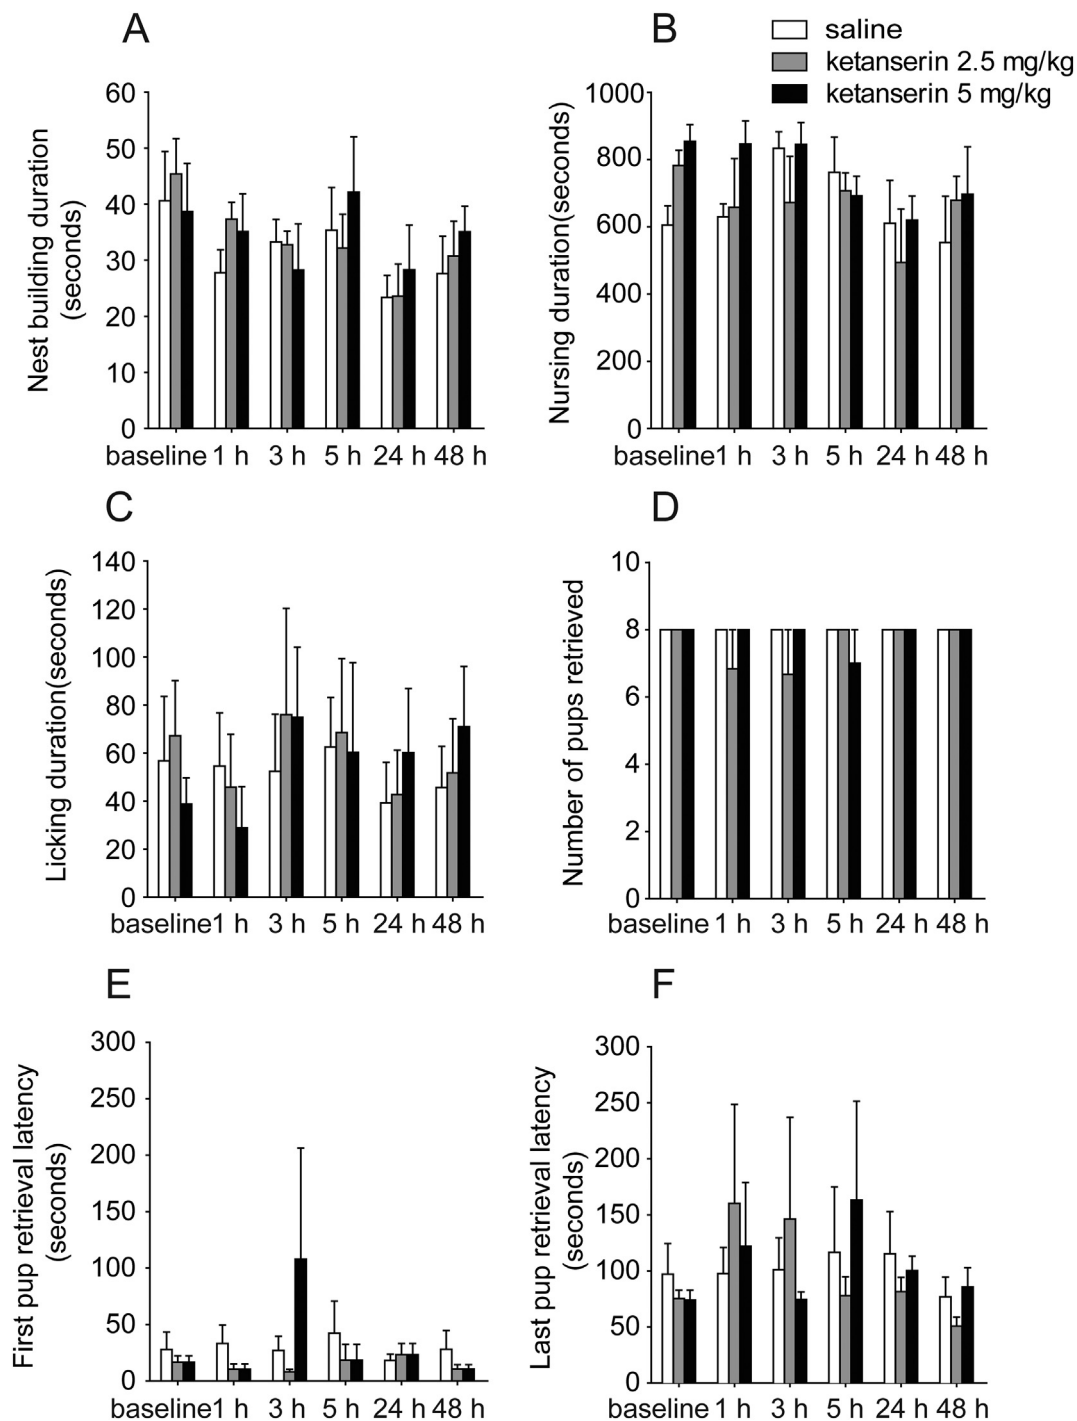 A
B
saline
ketanserin 2.5 mg/kg
ketanserin 5 mg/kg
Nest building duration
(seconds)
60
50
40
30
20
10
0
baseline 1 h 3 h 5 h 24 h 48 h
Nursing duration(seconds)
1000
800
600
400
200
0
baseline1 h 3 h 5 h 24 h 48 h
C
D
Licking duration(seconds)
140
120
100
80
60
40
20
0
baseline1 h 3 h 5 h 24 h 48 h
Number of pups retrieved
10
8
6
4
2
0
baseline 1 h 3 h 5 h 24 h 48 h
E
F
First pup retrieval latency
(seconds)
300
250
200
150
100
50
0
baseline1 h 3 h 5 h 24 h 48 h
Last pup retrieval latency
(seconds)
300
250
200
150
100
50
0
baseline 1 h 3 h 5 h 24 h 48 h